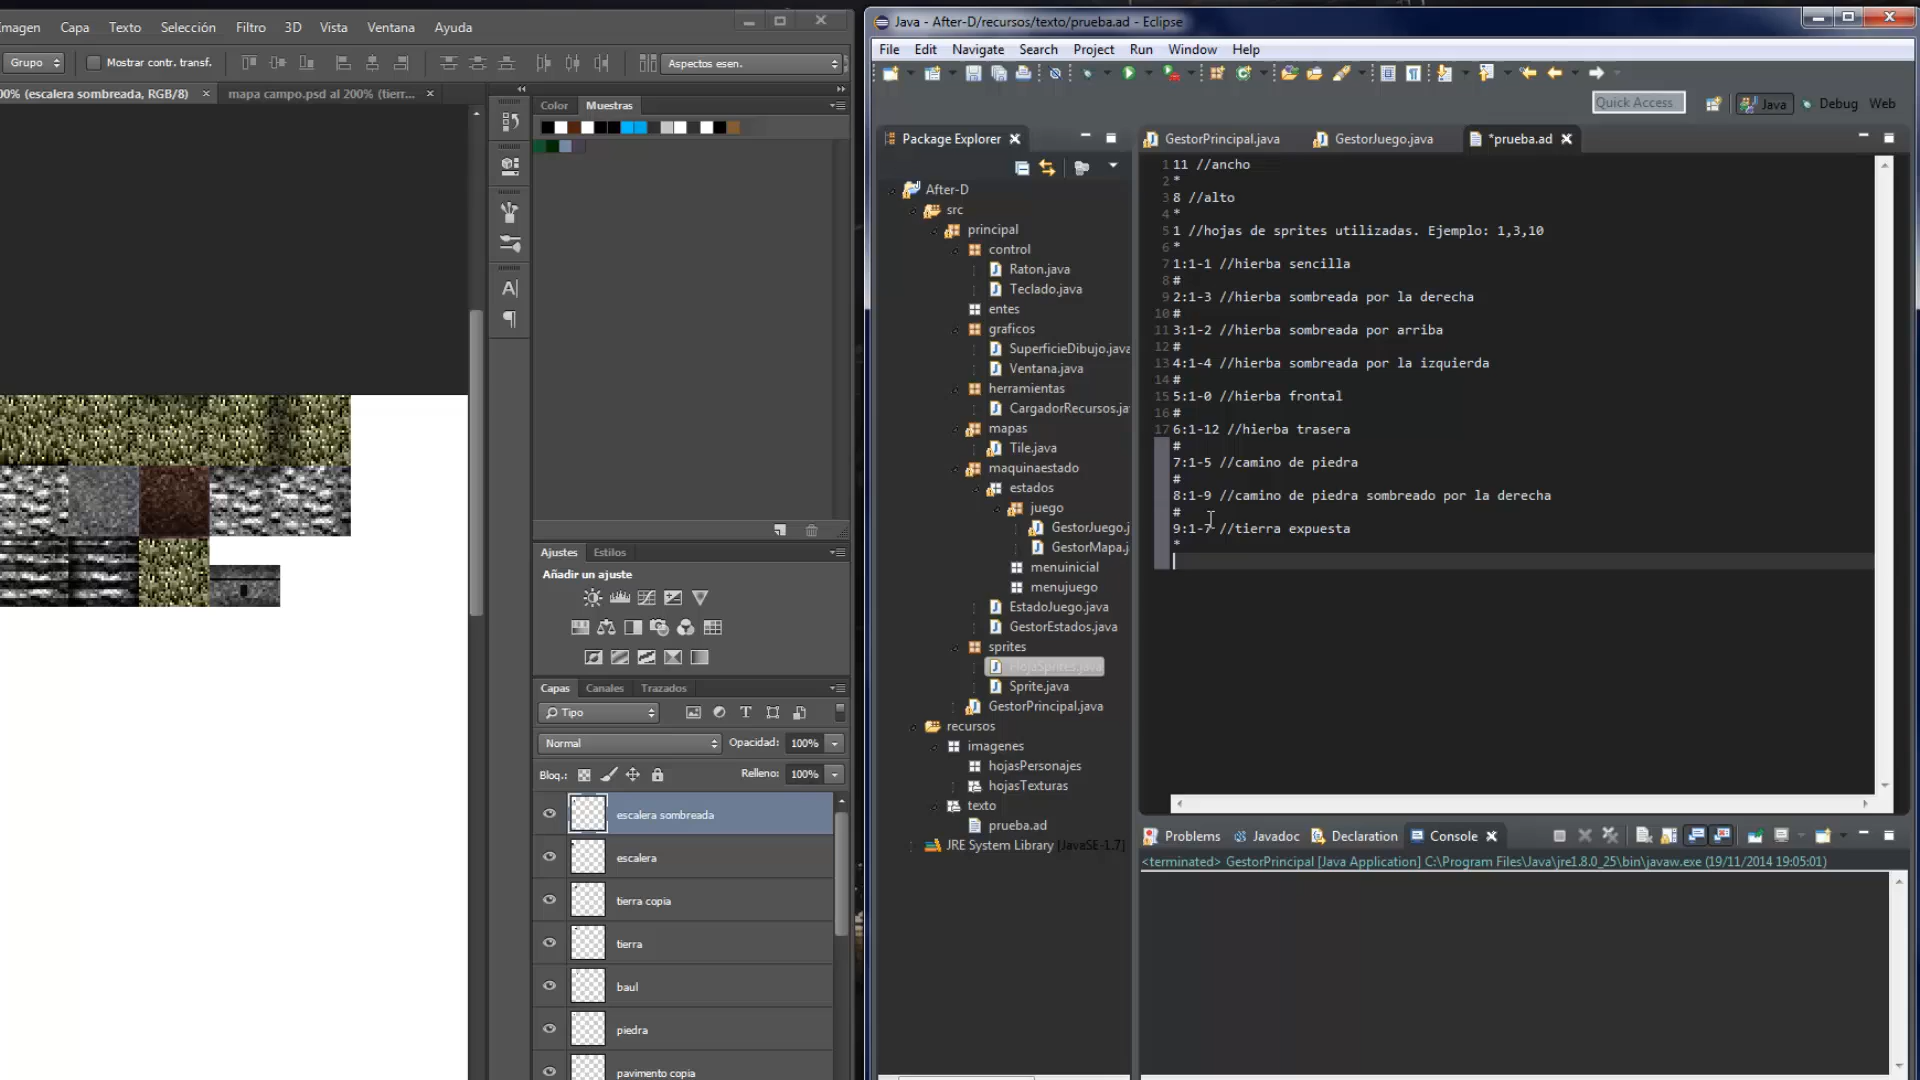 Imagen Capa Texto Selección Filtro 3D Vista Ventana Ayuda
Grupo Mostrar contr. transf. Aspectos esen.
00% (escalera sombreada, RGB/8) × mapa campo.psd al 200% (tierr... ×
Color Muestras
Ajustes Estilos
Añadir un ajuste
Capas Canales Trazados
Tipo
Normal Opacidad: 100%
Bloq.: Relleno: 100%
escalera sombreada
escalera
tierra copia
tierra
baul
piedra
pavimento copia
Java - After-D/recursos/texto/prueba.ad - Eclipse
File Edit Navigate Search Project Run Window Help
Quick Access Java Debug Web
Package Explorer
After-D
src
principal
control
Raton.java
Teclado.java
entes
graficos
SuperficieDibujo.java
Ventana.java
herramientas
CargadorRecursos.ja
mapas
Tile.java
maquinaestado
estados
juego
GestorJuego.j
GestorMapa.j
menuinicial
menujuego
EstadoJuego.java
GestorEstados.java
sprites
HojaSprites.java
Sprite.java
GestorPrincipal.java
recursos
imagenes
hojasPersonajes
hojasTexturas
texto
prueba.ad
JRE System Library [JavaSE-1.7]
GestorPrincipal.java GestorJuego.java *prueba.ad
1 11 //ancho
2 *
3 8 //alto
4 *
5 1 //hojas de sprites utilizadas. Ejemplo: 1,3,10
6 *
7 1:1-1 //hierba sencilla
8 #
9 2:1-3 //hierba sombreada por la derecha
10 #
11 3:1-2 //hierba sombreada por arriba
12 #
13 4:1-4 //hierba sombreada por la izquierda
14 #
15 5:1-0 //hierba frontal
16 #
17 6:1-12 //hierba trasera
#
7:1-5 //camino de piedra
#
8:1-9 //camino de piedra sombreado por la derecha
#
9:1-7 //tierra expuesta
*
Problems Javadoc Declaration Console
<terminated> GestorPrincipal [Java Application] C:\Program Files\Java\jre1.8.0_25\bin\javaw.exe (19/11/2014 19:05:01)